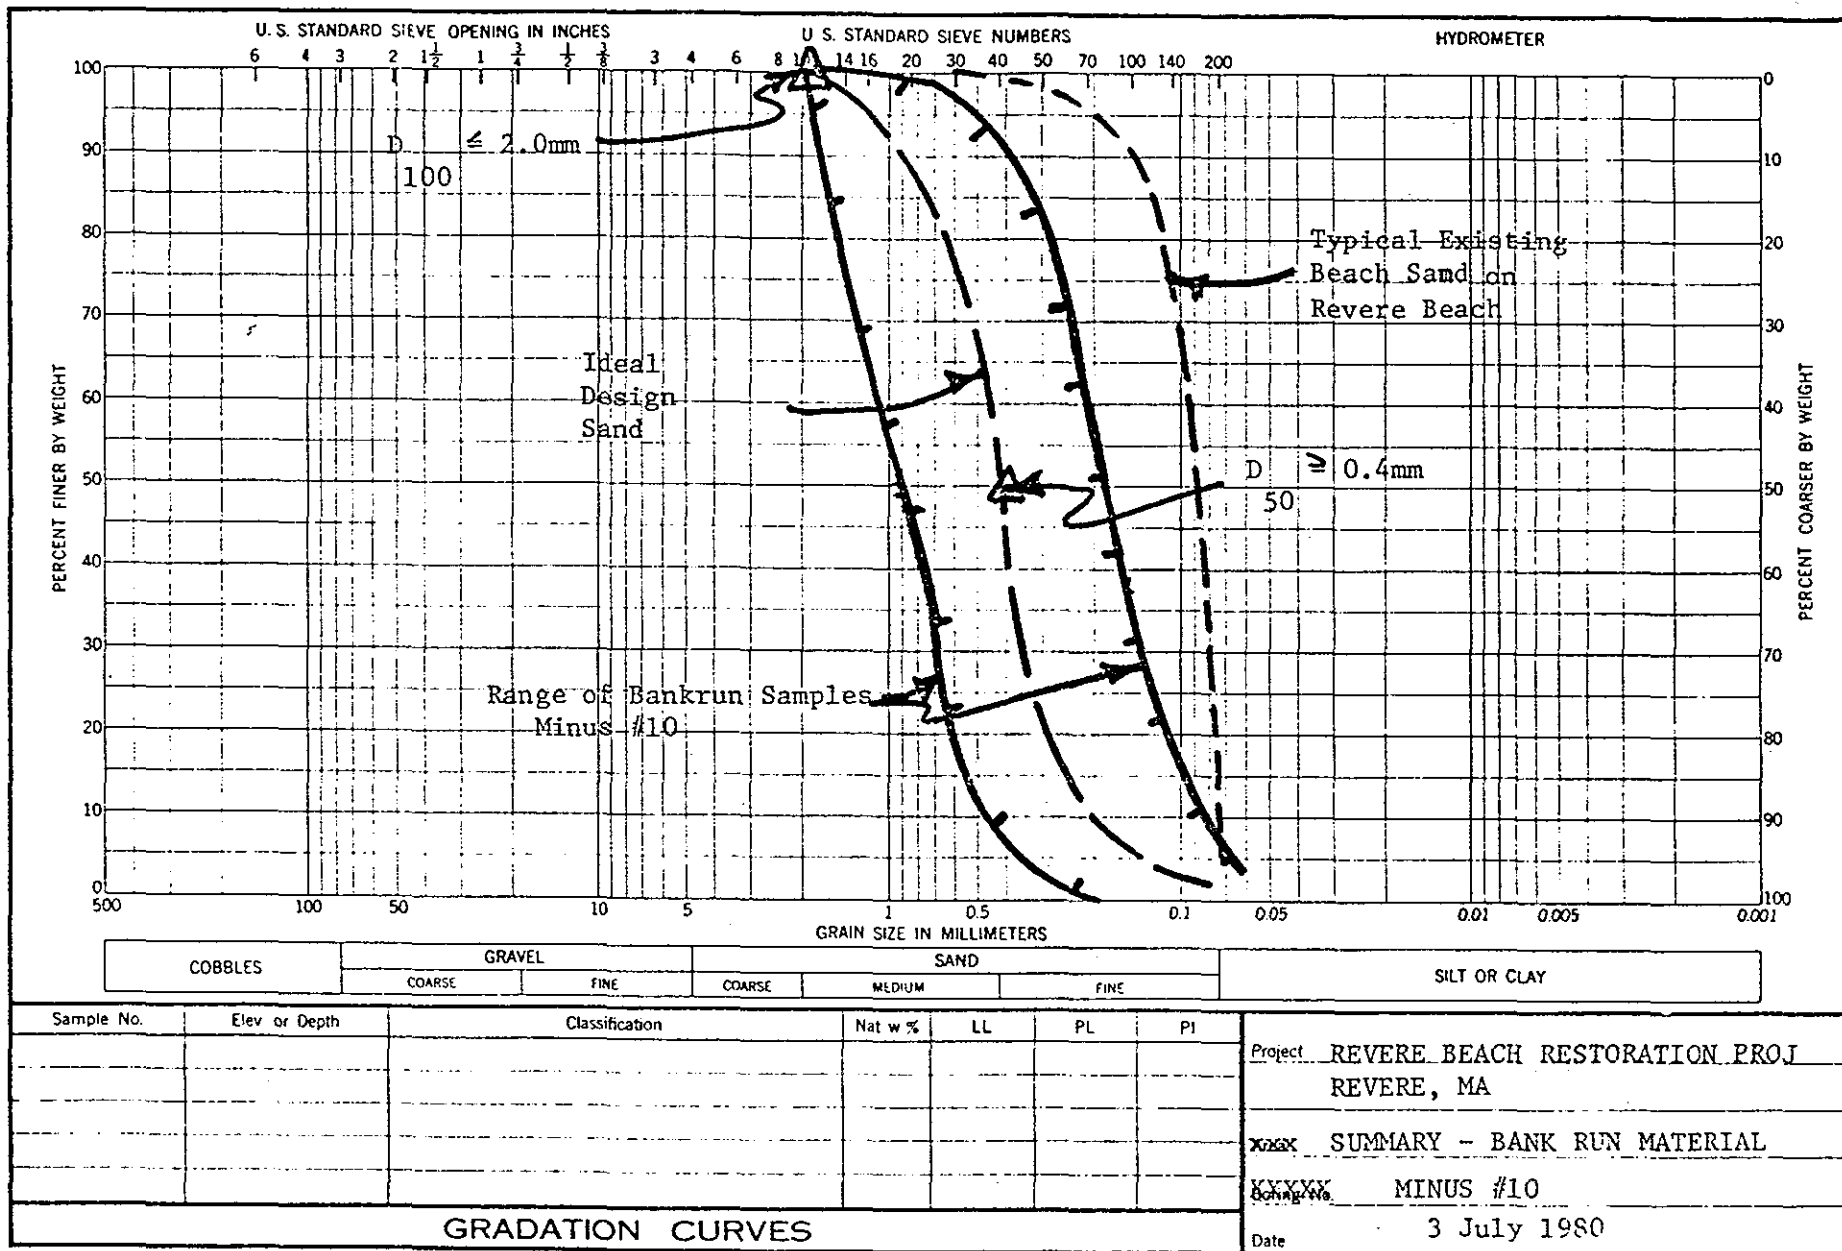 U. S. STANDARD SIEVE OPENING IN INCHES
U. S. STANDARD SIEVE NUMBERS
HYDROMETER
6 4 3 2 1½ 1 ¾ ½ ⅜ 3 4 6 8 10 14 16 20 30 40 50 70 100 140 200
100
90
80
70
60
50
40
30
20
10
0
PERCENT FINER BY WEIGHT
0
10
20
30
40
50
60
70
80
90
100
PERCENT COARSER BY WEIGHT
D ≤ 2.0mm
100
Typical Existing
Beach Samd on
Revere Beach
Ideal
Design
Sand
D ≥ 0.4mm
50
Range of Bankrun Samples
Minus #10
500 100 50 10 5 1 0.5 0.1 0.05 0.01 0.005 0.001
GRAIN SIZE IN MILLIMETERS
COBBLES
GRAVEL
SAND
SILT OR CLAY
COARSE FINE COARSE MEDIUM FINE
Sample No. Elev or Depth Classification Nat w % LL PL PI
Project REVERE BEACH RESTORATION PROJ
REVERE, MA
SUMMARY - BANK RUN MATERIAL
MINUS #10
Date 3 July 1980
GRADATION CURVES